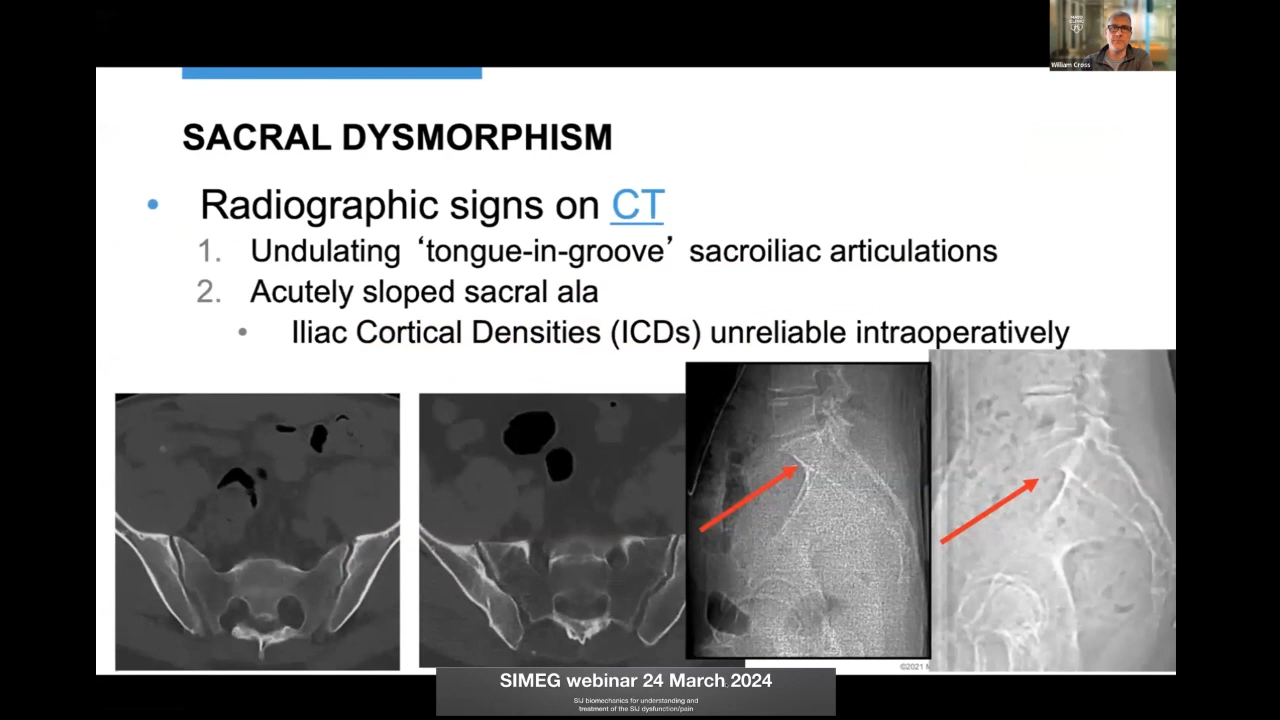 MAYO
CLINIC
William Cross
SACRAL DYSMORPHISM
• Radiographic signs on CT
1. Undulating ‘tongue-in-groove’ sacroiliac articulations
2. Acutely sloped sacral ala
• Iliac Cortical Densities (ICDs) unreliable intraoperatively
©2021 M
SIMEG webinar 24 March 2024
SIJ biomechanics for understanding and
treatment of the SIJ dysfunction/pain